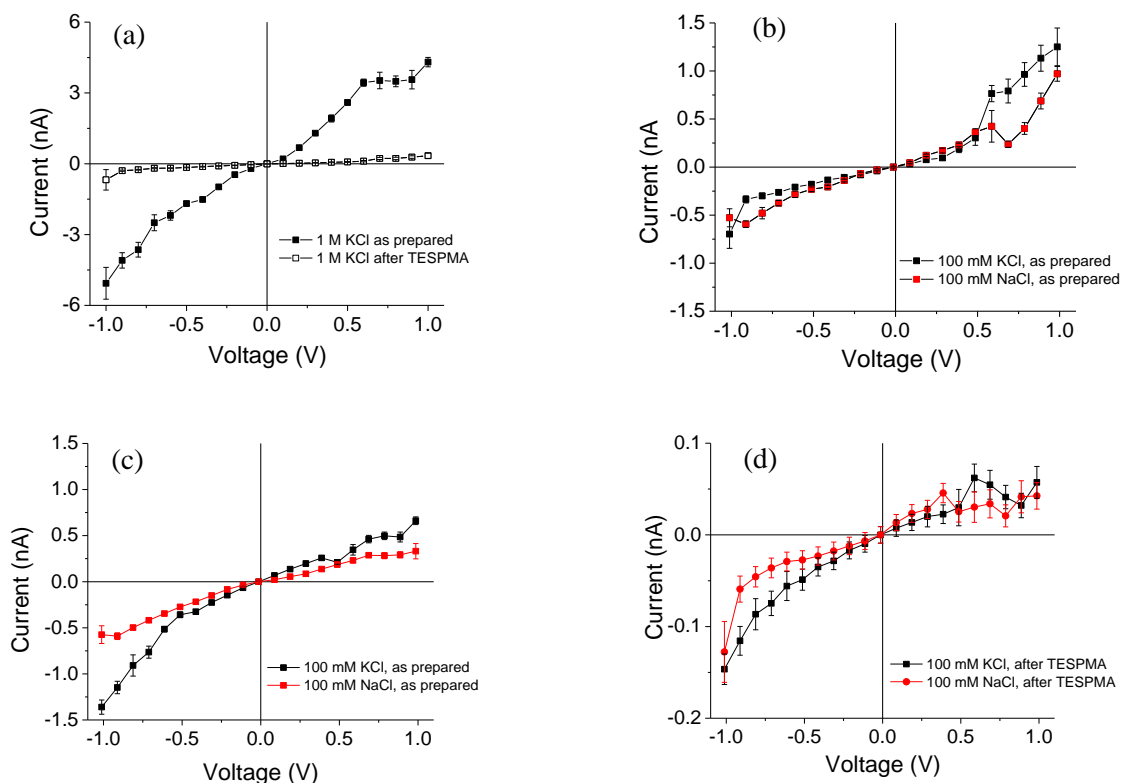 (a)
6
3
0
-3
-6
Current (nA)
-1.0 -0.5 0.0 0.5 1.0
Voltage (V)
1 M KCl as prepared
1 M KCl after TESPMA
(b)
1.5
1.0
0.5
0.0
-0.5
-1.0
-1.5
Current (nA
-1.0 -0.5 0.0 0.5 1.0
Voltage (V)
100 mM KCl, as prepared
100 mM NaCl, as prepared
(c)
1.5
1.0
0.5
0.0
-0.5
-1.0
-1.5
Current (nA)
-1.0 -0.5 0.0 0.5 1.0
Voltage (V)
100 mM KCl, as prepared
100 mM NaCl, as prepared
(d)
0.1
0.0
-0.1
-0.2
Current (nA)
-1.0 -0.5 0.0 0.5 1.0
Voltage (V)
100 mM KCl, after TESPMA
100 mM NaCl, after TESPMA